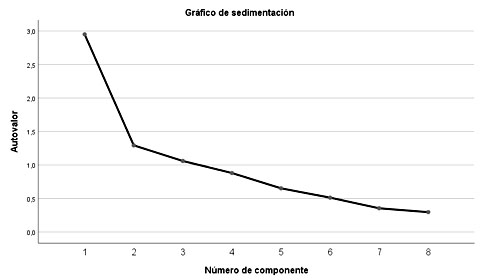 Gráfico de sedimentación
3,0
2,5
2,0
1,5
1,0
0,5
0,0
Autovalor
1 2 3 4 5 6 7 8
Número de componente